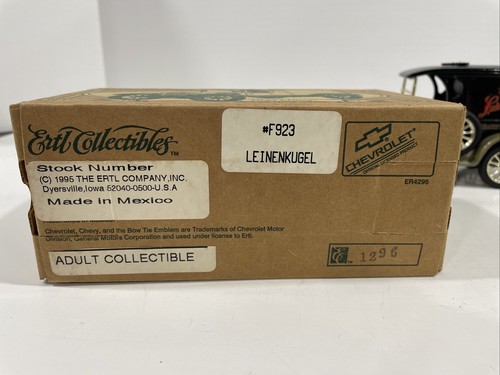 Ertl Collectibles™
#F923
LEINENKUGEL
CHEVROLET
ER4296
Stock Number
(C) 1995 THE ERTL COMPANY,INC.
Dyersville,Iowa 52040-0500-U.S.A
Made in Mexico
Chevrolet, Chevy, and the Bow Tie Emblem are Trademarks of Chevrolet Motor
Division, General Motors Corporation and used under license to Ertl.
ADULT COLLECTIBLE
1296